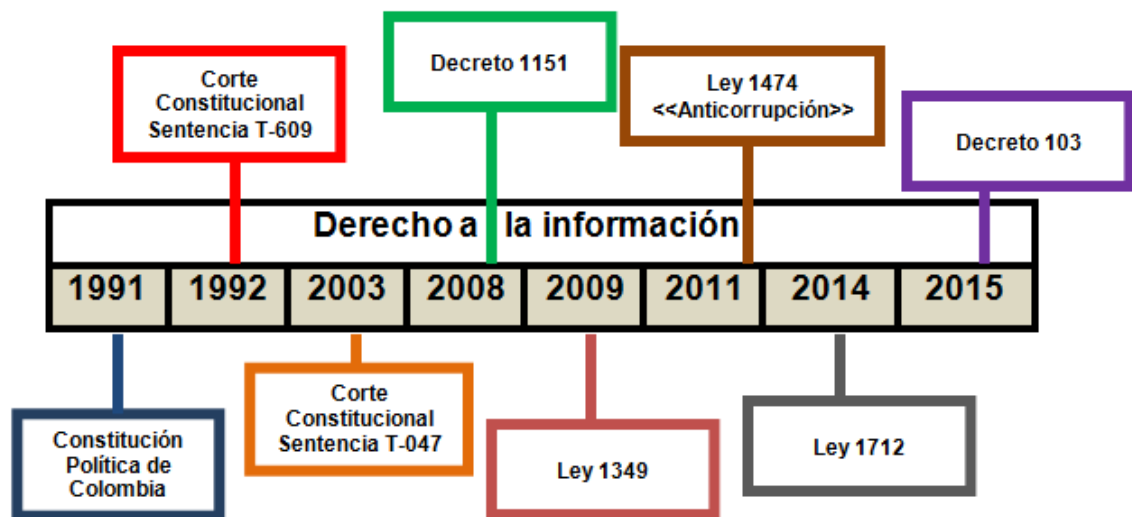 Corte
Constitucional
Sentencia T-609
Decreto 1151
Ley 1474
<<Anticorrupción>>
Decreto 103
Derecho a la información
1991 1992 2003 2008 2009 2011 2014 2015
Constitución
Política de
Colombia
Corte
Constitucional
Sentencia T-047
Ley 1349
Ley 1712